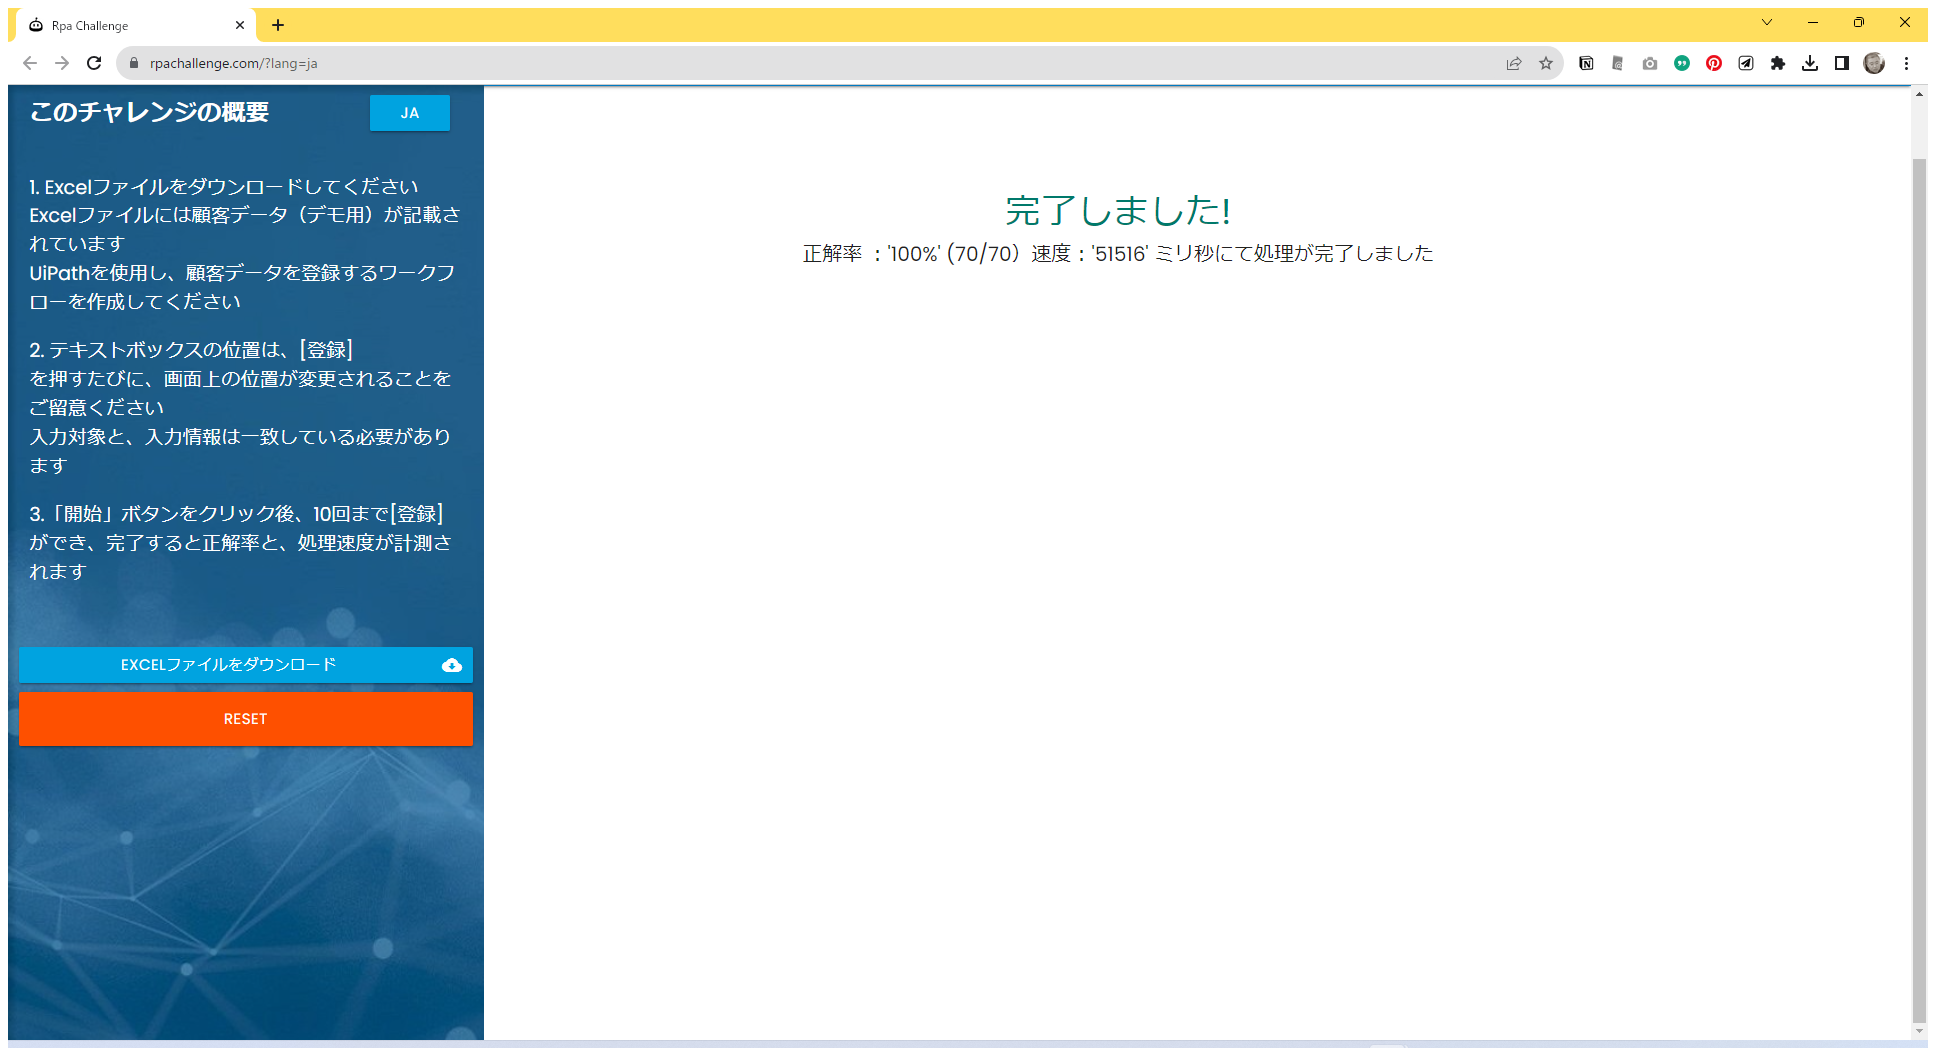 Rpa Challenge
rpachallenge.com/?lang=ja
このチャレンジの概要
JA
1. Excelファイルをダウンロードしてください
Excelファイルには顧客データ（デモ用）が記載さ
れています
UiPathを使用し、顧客データを登録するワークフ
ローを作成してください
2. テキストボックスの位置は、[登録]
を押すたびに、画面上の位置が変更されることを
ご留意ください
入力対象と、入力情報は一致している必要があり
ます
3.「開始」ボタンをクリック後、10回まで[登録]
ができ、完了すると正解率と、処理速度が計測さ
れます
EXCELファイルをダウンロード
RESET
完了しました!
正解率 ：'100%' (70/70）速度：'51516' ミリ秒にて処理が完了しました